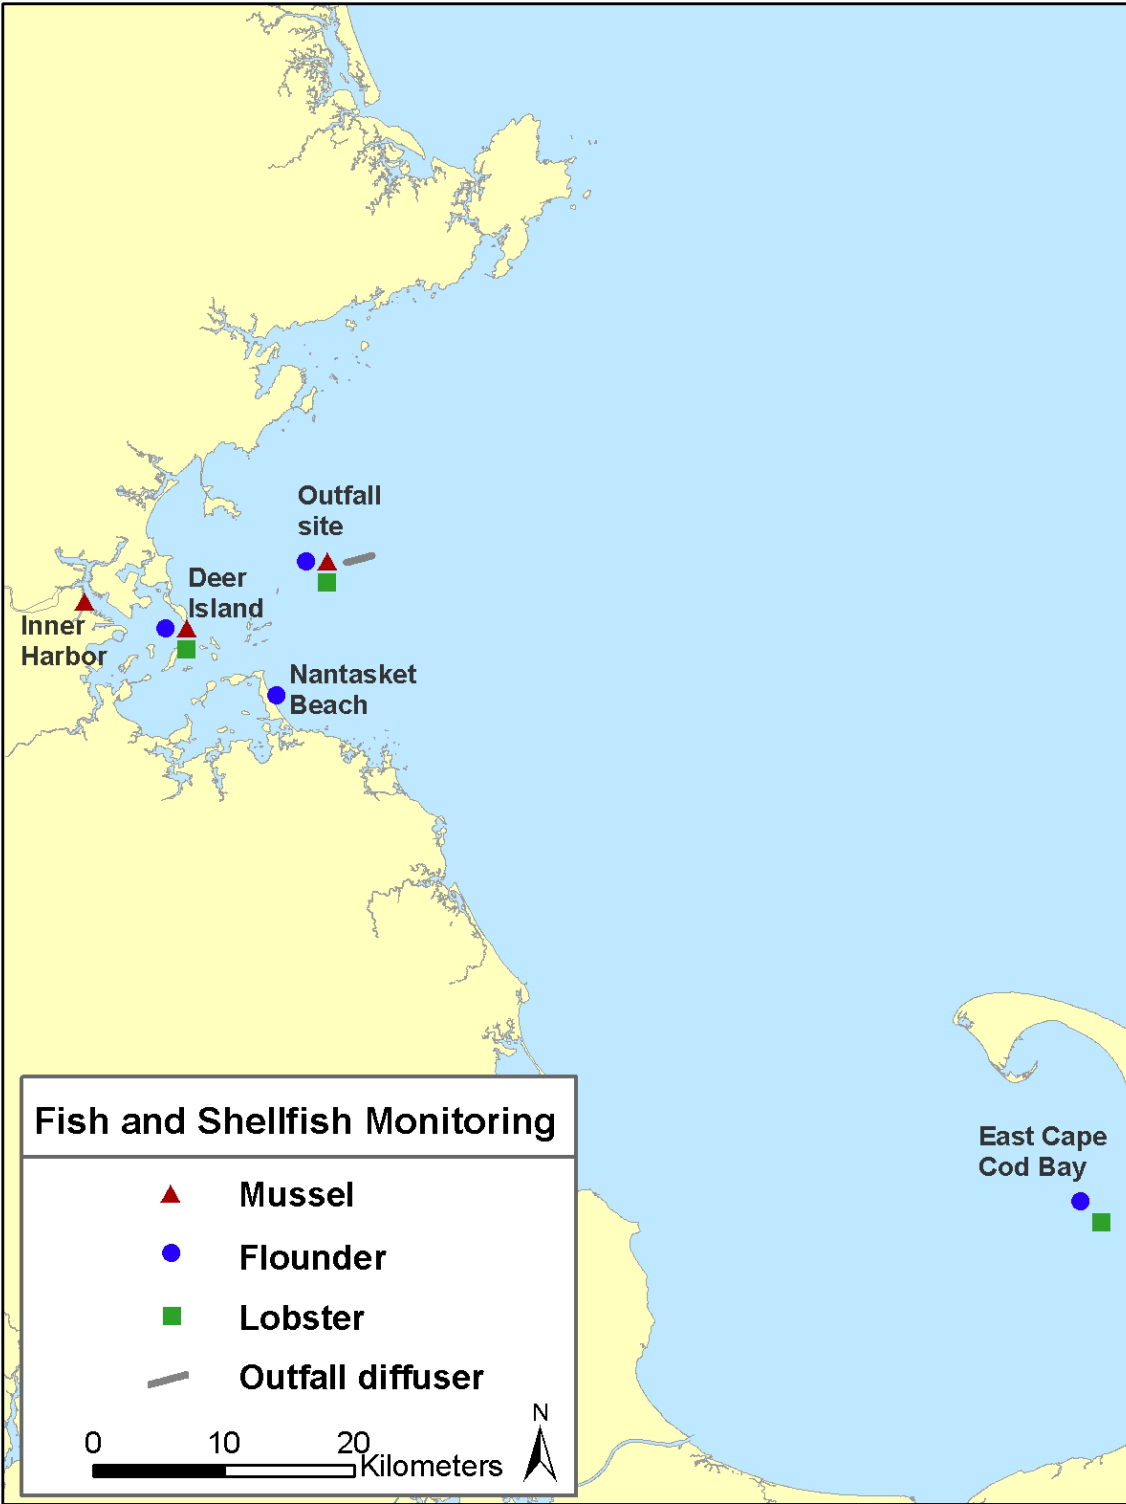 Outfall
site
Deer
Island
Inner
Harbor
Nantasket
Beach
East Cape
Cod Bay
Fish and Shellfish Monitoring
Mussel
Flounder
Lobster
Outfall diffuser
N
0 10 20
Kilometers